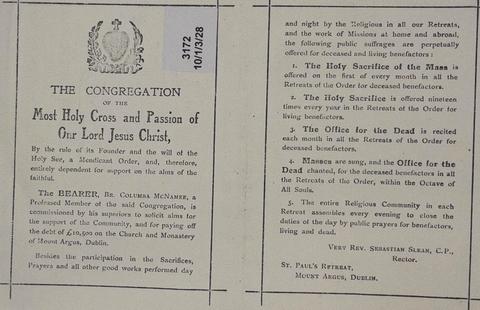 3172
10/1/3/28
THE CONGREGATION
OF THE
Most Holy Cross and Passion of
Our Lord Jesus Christ,
By the rule of its Founder and the will of the
Holy See, a Mendicant Order, and, therefore,
entirely dependent for support on the alms of the
faithful.
The BEARER, BR. COLUMBA MCNAMEE, a
Professed Member of the said Congregation, is
commissioned by his superiors to solicit alms for
the support of the Community, and for paying off
the debt of £10,500 on the Church and Monastery
of Mount Argus, Dublin.
Besides the participation in the Sacrifices,
Prayers and all other good works performed day
and night by the Religious in all our Retreats,
and the work of Missions at home and abroad,
the following public suffrages are perpetually
offered for deceased and living benefactors :
1. The Holy Sacrifice of the Mass is
offered on the first of every month in all the
Retreats of the Order for deceased benefactors.
2. The Holy Sacrifice is offered nineteen
times every year in the Retreats of the Order for
living benefactors.
3. The Office for the Dead is recited
each month in all the Retreats of the Order for
deceased benefactors.
4. Masses are sung, and the Office for the
Dead chanted, for the deceased benefactors in all
the Retreats of the Order, within the Octave of
All Souls.
5. The entire Religious Community in each
Retreat assembles every evening to close the
duties of the day by public prayers for benefactors,
living and dead.
VERY REV. SEBASTIAN C.P.,
Rector.
ST. PAUL'S RETREAT,
MOUNT ARGUS, DUBLIN.